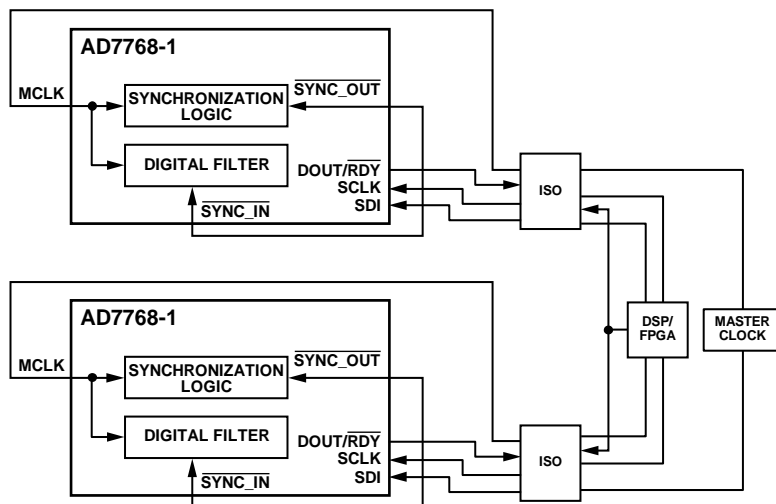 AD7768-1
MCLK
SYNCHRONIZATION
LOGIC
SYNC_OUT
DIGITAL FILTER
DOUT/RDY
SCLK
SDI
SYNC_IN
ISO
AD7768-1
MCLK
SYNCHRONIZATION
LOGIC
SYNC_OUT
DIGITAL FILTER
DOUT/RDY
SCLK
SDI
SYNC_IN
ISO
DSP/
FPGA
MASTER
CLOCK